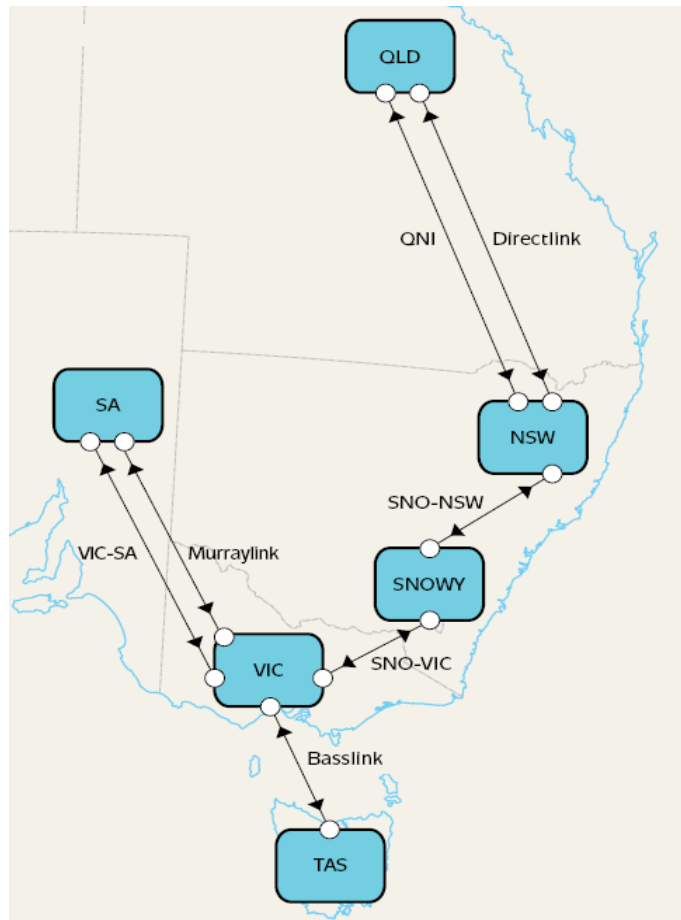 QLD
QNI
Directlink
SA
NSW
SNO-NSW
VIC-SA
Murraylink
SNOWY
VIC
SNO-VIC
Basslink
TAS